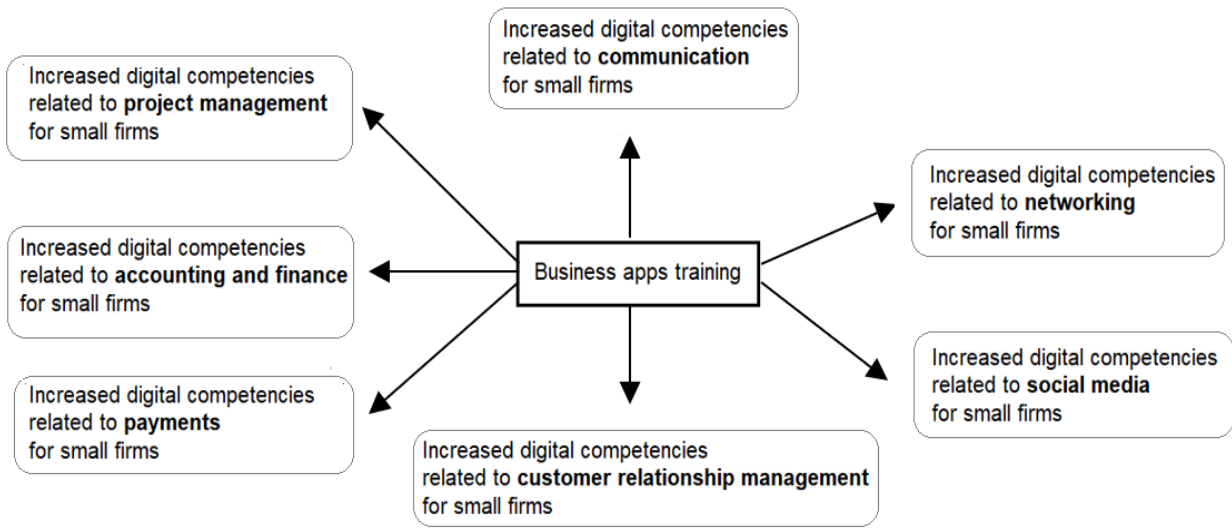 Increased digital competencies
related to communication
for small firms
Increased digital competencies
related to project management
for small firms
Increased digital competencies
related to networking
for small firms
Increased digital competencies
related to accounting and finance
for small firms
Business apps training
Increased digital competencies
related to social media
for small firms
Increased digital competencies
related to payments
for small firms
Increased digital competencies
related to customer relationship management
for small firms